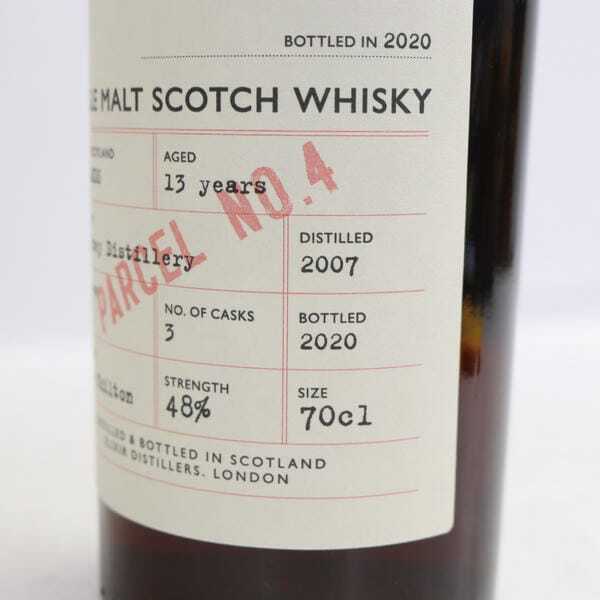 BOTTLED IN 2020
MALT SCOTCH WHISKY
AGED
13 years
PARCEL NO.4
Distillery
DISTILLED
2007
NO. OF CASKS
3
BOTTLED
2020
STRENGTH
48%
SIZE
70cl
& BOTTLED IN SCOTLAND
DISTILLERS. LONDON